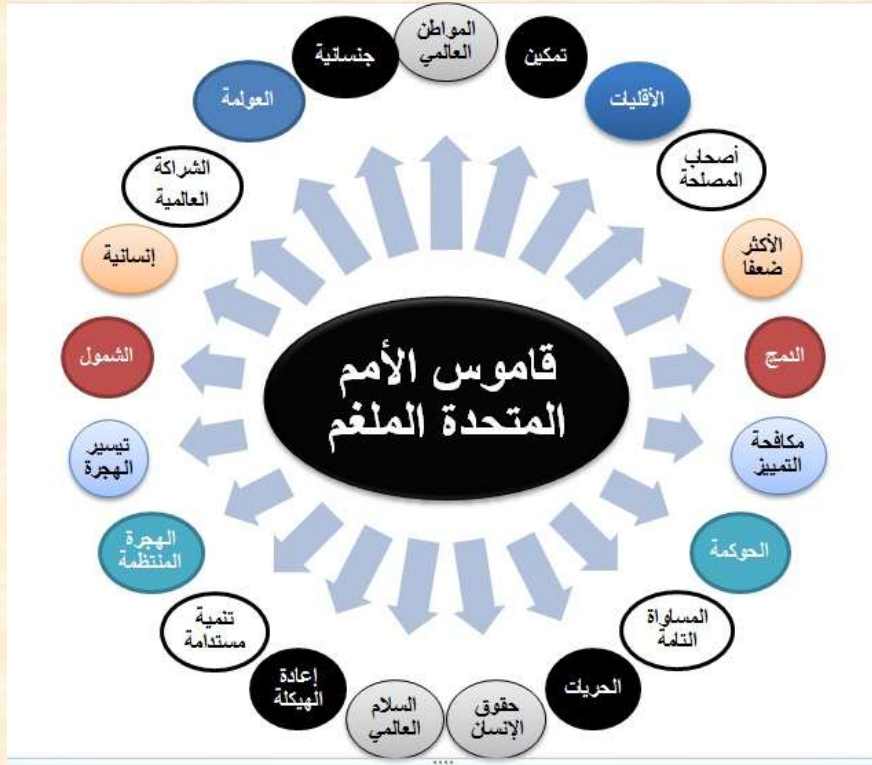 قاموس الأمم
المتحدة الملغم
المواطن
العالمي
تمكين
الأقليات
أصحاب
المصلحة
الأكثر
ضعفا
الدمج
مكافحة
التمييز
الحوكمة
المساواة
التامة
الحريات
حقوق
الإنسان
السلام
العالمي
إعادة
الهيكلة
تنمية
مستدامة
الهجرة
المنتظمة
تيسير
الهجرة
الشمول
إنسانية
الشراكة
العالمية
العولمة
جنسانية